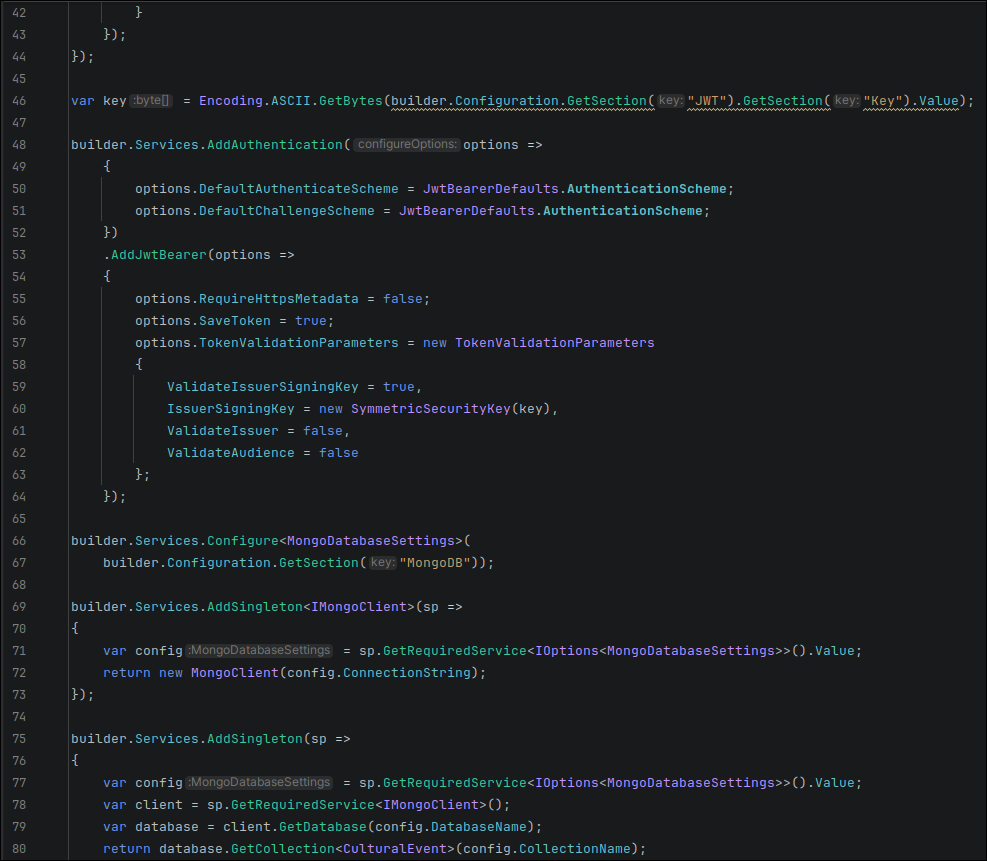 42 }
43 });
44 });
45
46 var key :byte[] = Encoding.ASCII.GetBytes(builder.Configuration.GetSection( key: "JWT").GetSection( key: "Key").Value);
47
48 builder.Services.AddAuthentication( configureOptions: options =>
49 {
50 options.DefaultAuthenticateScheme = JwtBearerDefaults.AuthenticationScheme;
51 options.DefaultChallengeScheme = JwtBearerDefaults.AuthenticationScheme;
52 })
53 .AddJwtBearer(options =>
54 {
55 options.RequireHttpsMetadata = false;
56 options.SaveToken = true;
57 options.TokenValidationParameters = new TokenValidationParameters
58 {
59 ValidateIssuerSigningKey = true,
60 IssuerSigningKey = new SymmetricSecurityKey(key),
61 ValidateIssuer = false,
62 ValidateAudience = false
63 };
64 });
65
66 builder.Services.Configure<MongoDatabaseSettings>(
67 builder.Configuration.GetSection( key: "MongoDB"));
68
69 builder.Services.AddSingleton<IMongoClient>(sp =>
70 {
71 var config :MongoDatabaseSettings = sp.GetRequiredService<IOptions<MongoDatabaseSettings>>().Value;
72 return new MongoClient(config.ConnectionString);
73 });
74
75 builder.Services.AddSingleton(sp =>
76 {
77 var config :MongoDatabaseSettings = sp.GetRequiredService<IOptions<MongoDatabaseSettings>>().Value;
78 var client = sp.GetRequiredService<IMongoClient>();
79 var database = client.GetDatabase(config.DatabaseName);
80 return database.GetCollection<CulturalEvent>(config.CollectionName);